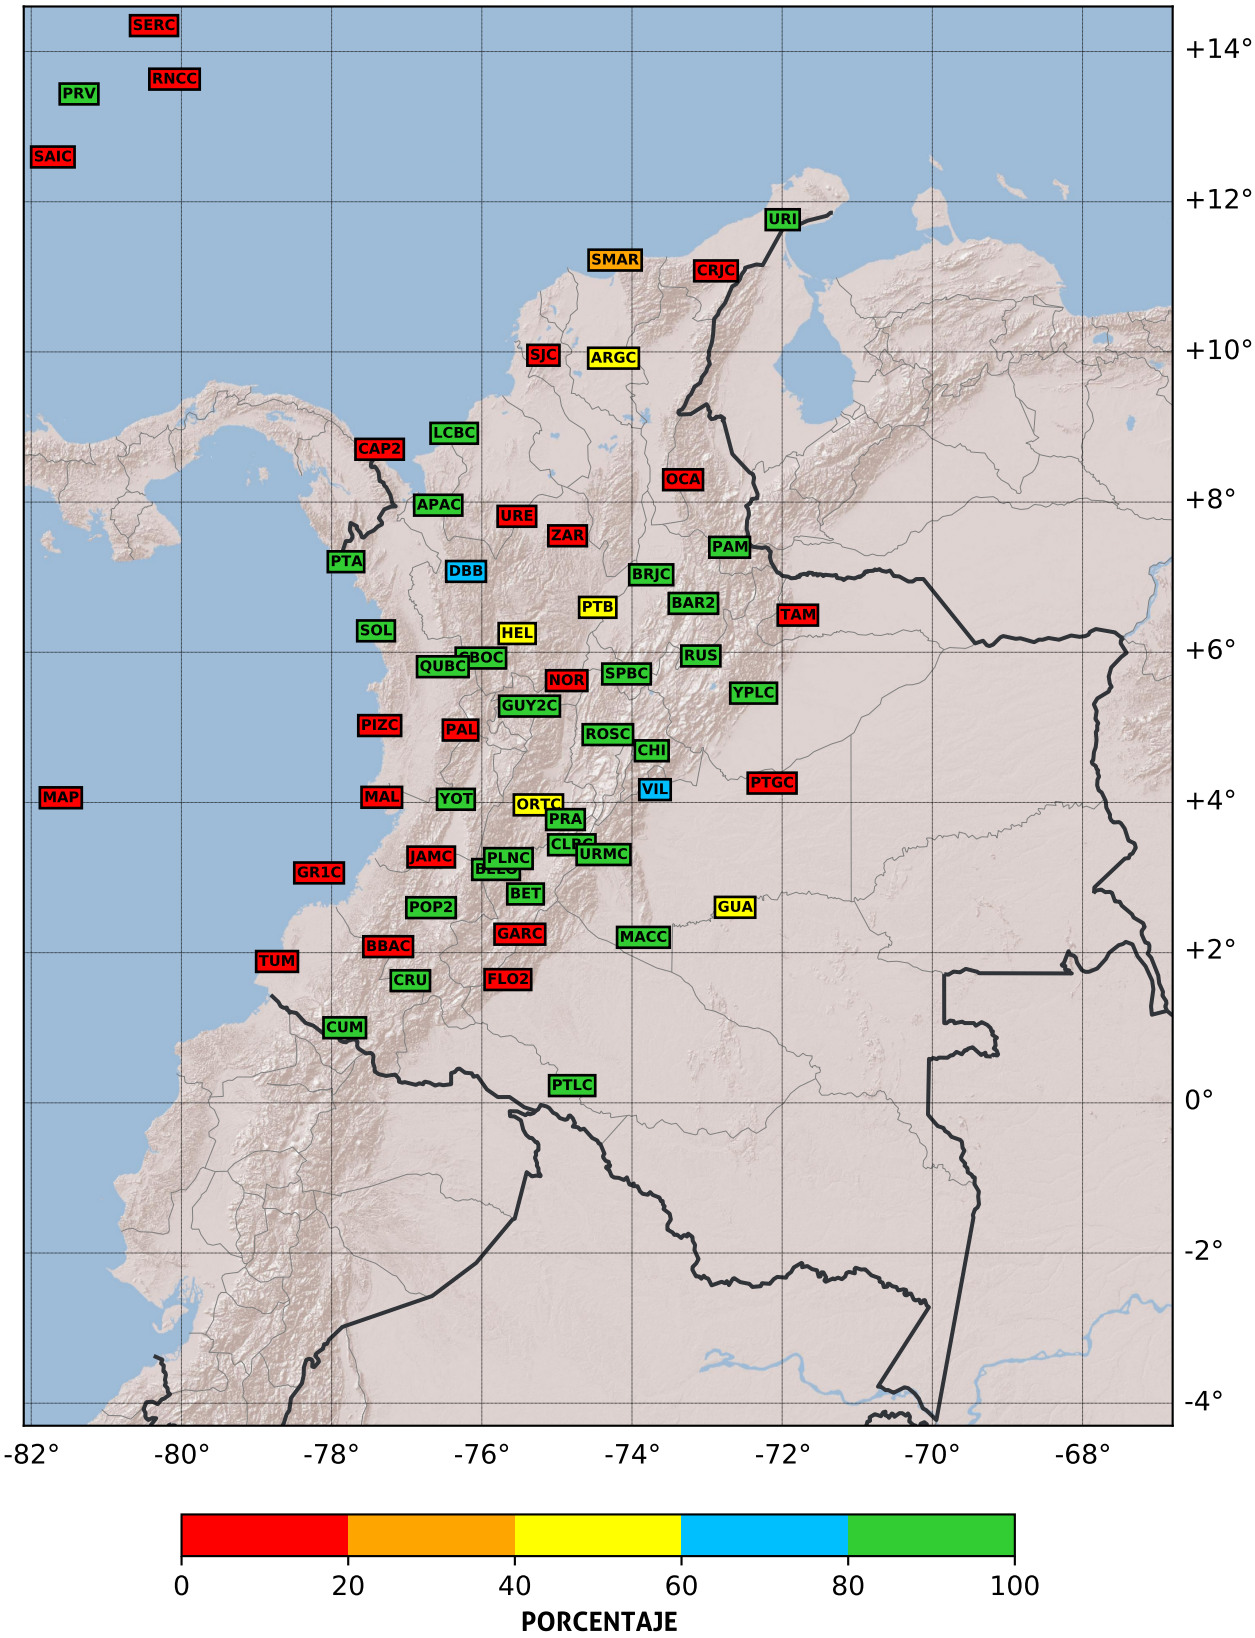 SERC
+14°
RNCC
PRV
SAIC
+12°
URI
SMAR
CRJC
SJC
ARGC
+10°
LCBC
CAP2
OCA
APAC
+8°
URE
ZAR
PAM
PTA
DBB
BRJC
PTB
BAR2
TAM
SOL
HEL
CBOC
RUS
+6°
QUBC
SPBC
NOR
YPLC
GUY2C
PIZC
PAL
ROSC
CHI
PTGC
VIL
MAP
MAL
YOT
ORTC
+4°
PRA
JAMC
PLNC
URMC
GR1C
BET
POP2
GUA
GARC
MACC
BBAC
+2°
TUM
CRU
FLO2
CUM
PTLC
0°
-2°
-4°
-82° -80° -78° -76° -74° -72° -70° -68°
0 20 40 60 80 100
PORCENTAJE